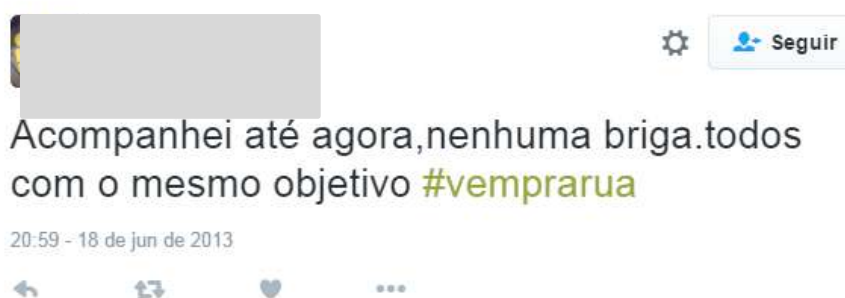 Seguir
Acompanhei até agora,nenhuma briga.todos
com o mesmo objetivo #vemprarua
20:59 - 18 de jun de 2013